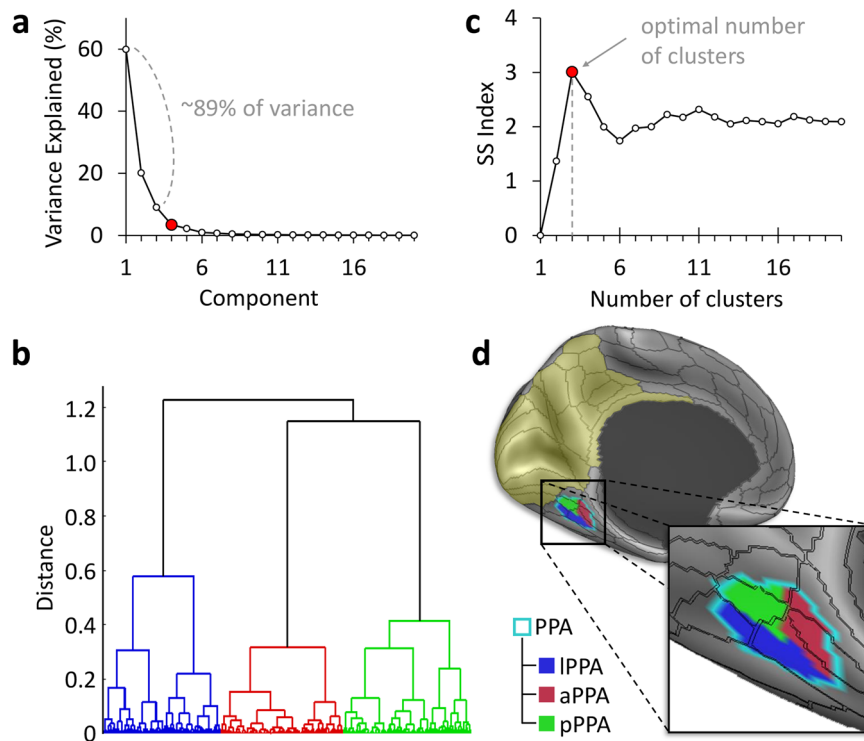 a
Variance Explained (%)
60
40
20
0
~89% of variance
1
6
11
16
Component
c
SS Index
4
3
2
1
0
optimal number
of clusters
1
6
11
16
Number of clusters
b
Distance
1.2
1.0
0.8
0.6
0.4
0.2
0
d
PPA
lPPA
aPPA
pPPA